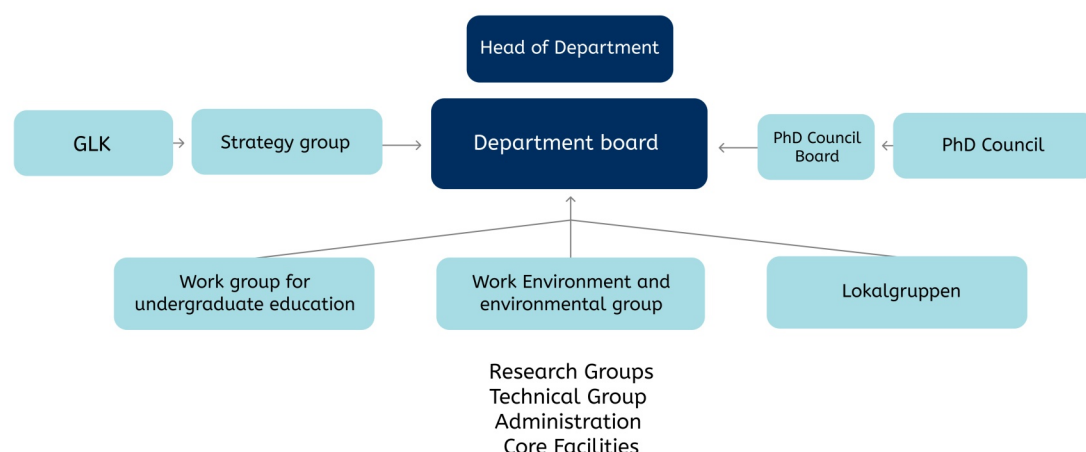 Head of Department
GLK
Strategy group
Department board
PhD Council
Board
PhD Council
Work group for
undergraduate education
Work Environment and
environmental group
Lokalgruppen
Research Groups
Technical Group
Administration
Core Facilities